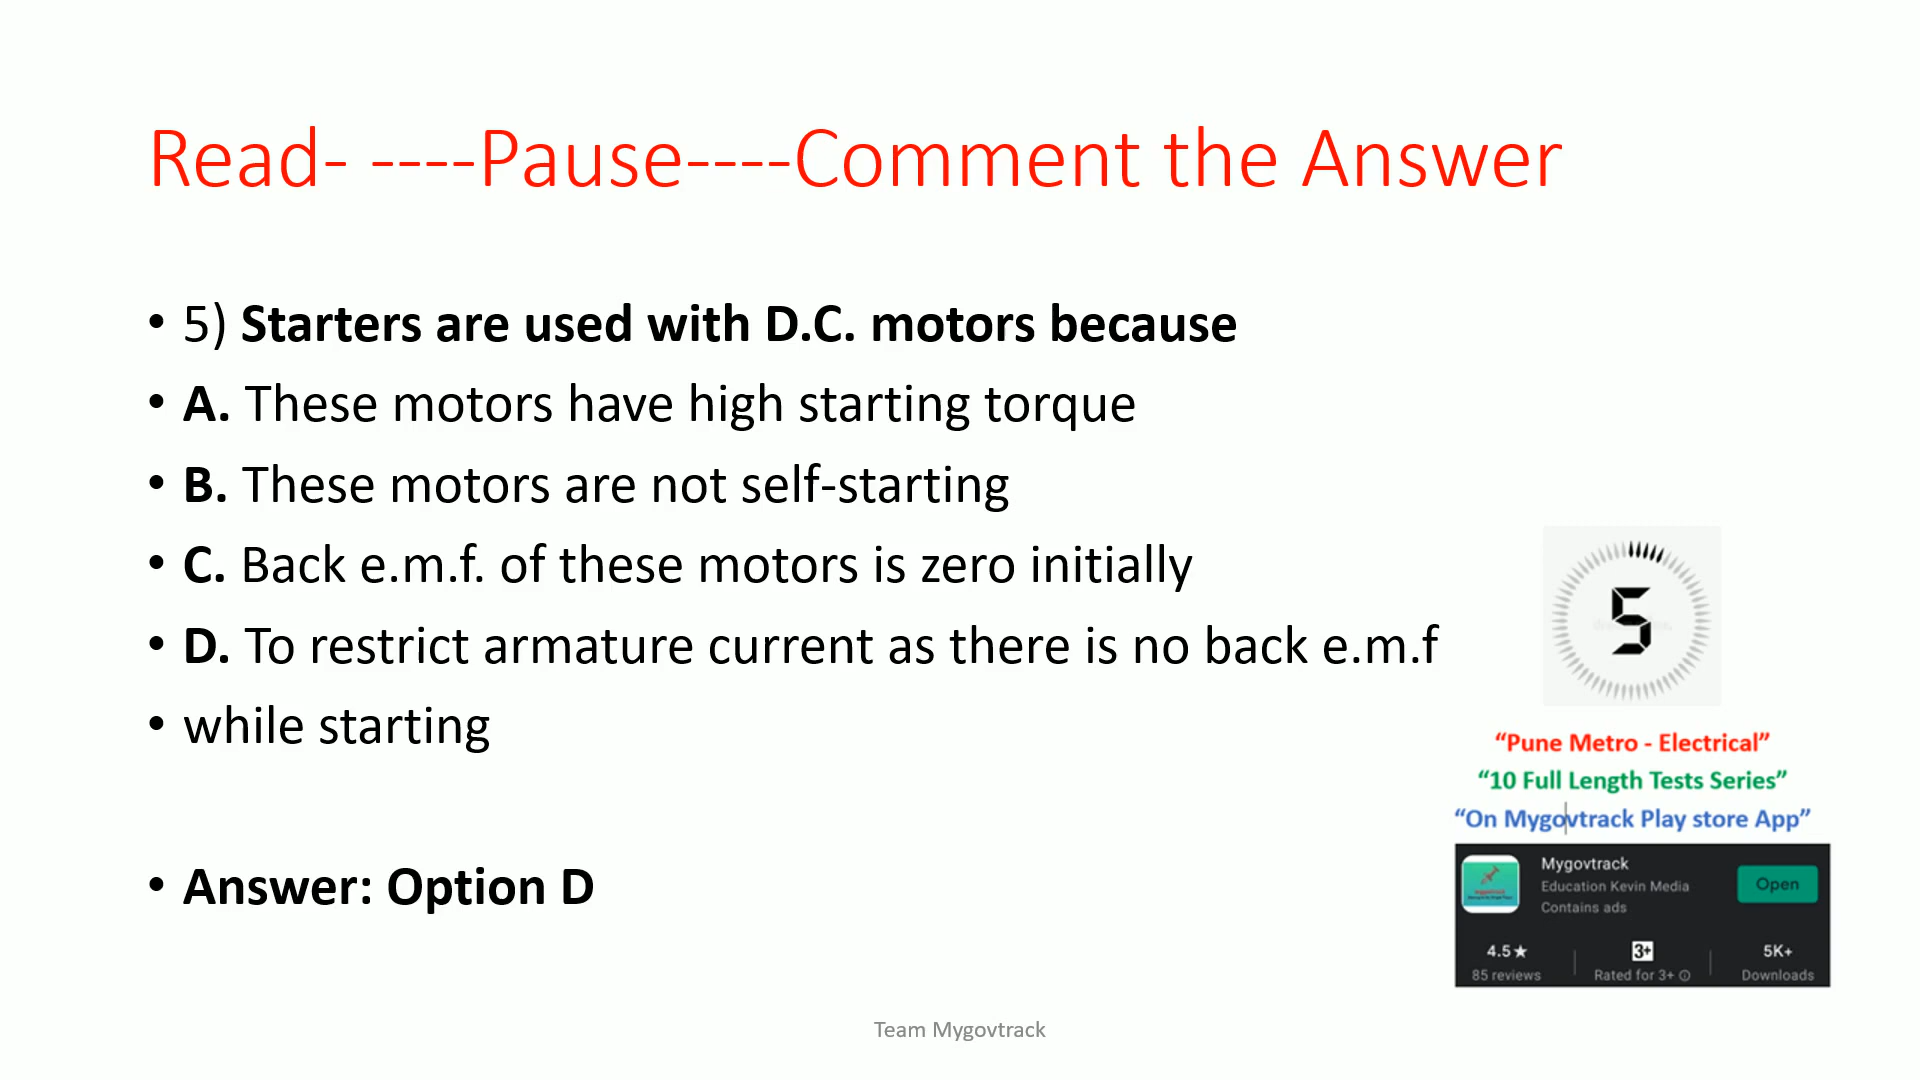 Read- ----Pause----Comment the Answer
• 5) Starters are used with D.C. motors because
• A. These motors have high starting torque
• B. These motors are not self-starting
• C. Back e.m.f. of these motors is zero initially
• D. To restrict armature current as there is no back e.m.f
• while starting
• Answer: Option D
5
“Pune Metro - Electrical”
“10 Full Length Tests Series”
“On Mygovtrack Play store App”
Mygovtrack
Education Kevin Media
Contains ads
Open
4.5★
85 reviews
3+
Rated for 3+
5K+
Downloads
Team Mygovtrack